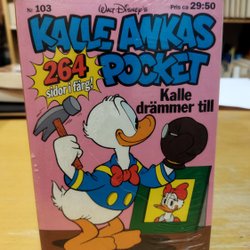 Nr 103
WALT DISNEY'S
Pris ca 29:50
KALLE ANKAS
POCKET
264
sidor i färg!
Kalle
drämmer till